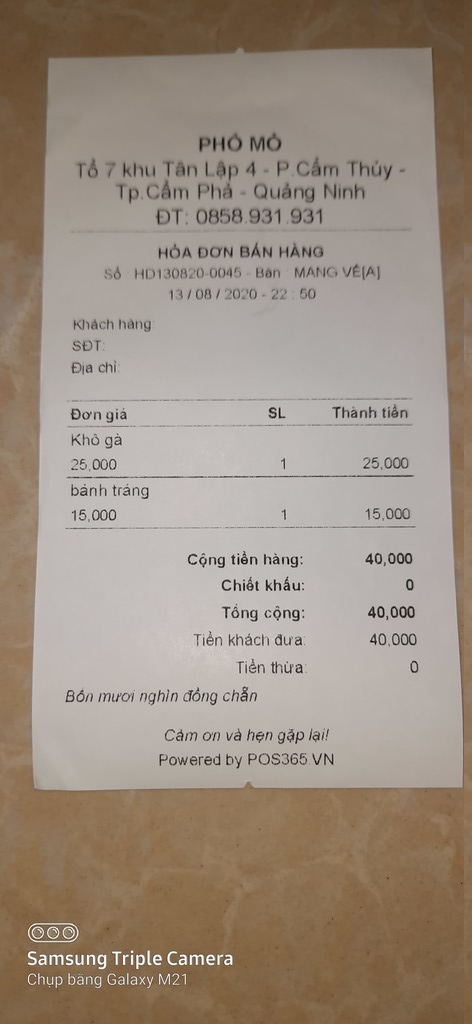 PHỐ MỎ
Tổ 7 khu Tân Lập 4 - P.Cẩm Thủy -
Tp.Cẩm Phả - Quảng Ninh
ĐT: 0858.931.931
HÓA ĐƠN BÁN HÀNG
Số : HD130820-0045 - Bàn : MANG VỀ[A]
13 / 08 / 2020 - 22 : 50
Khách hàng:
SĐT:
Địa chỉ:
Đơn giá SL Thành tiền
Khô gà
25,000 1 25,000
bánh tráng
15,000 1 15,000
Cộng tiền hàng: 40,000
Chiết khấu: 0
Tổng cộng: 40,000
Tiền khách đưa: 40,000
Tiền thừa: 0
Bốn mươi nghìn đồng chẵn
Cảm ơn và hẹn gặp lại!
Powered by POS365.VN
Samsung Triple Camera
Chụp bằng Galaxy M21